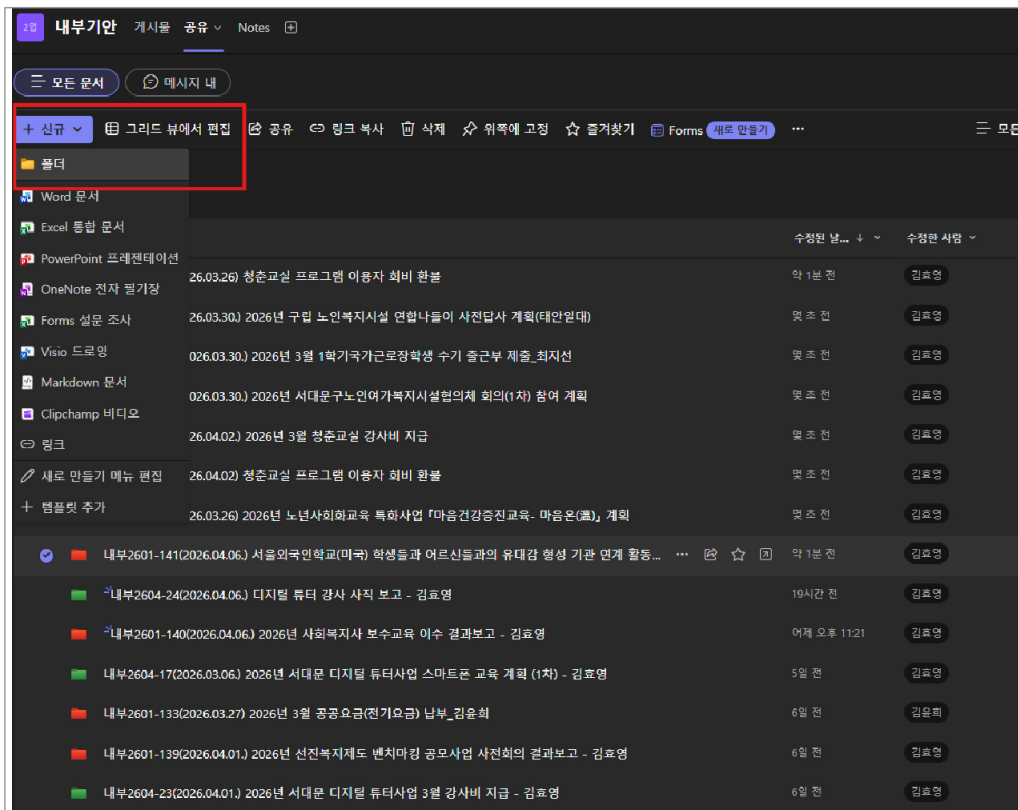 2업 내부기안 게시물 공유 Notes
모든 문서 메시지 내
+ 신규 그리드 뷰에서 편집 공유 링크 복사 삭제 위쪽에 고정 즐겨찾기 Forms 새로 만들기 ... 모든
폴더
Word 문서
Excel 통합 문서
수정된 날... ↓ 수정한 사람
PowerPoint 프레젠테이션
26.03.26) 청춘교실 프로그램 이용자 회비 환불 약 1분 전 김효영
OneNote 전자 필기장
Forms 설문 조사
26.03.30.) 2026년 구립 노인복지시설 연합나들이 사전답사 계획(태안일대) 몇 초 전 김효영
Visio 드로잉
026.03.30.) 2026년 3월 1학기국가근로장학생 수기 출근부 제출_최지선 몇 초 전 김효영
Markdown 문서
026.03.30.) 2026년 서대문구노인여가복지시설협의체 회의(1차) 참여 계획 몇 초 전 김효영
Clipchamp 비디오
링크
26.04.02.) 2026년 3월 청춘교실 강사비 지급 몇 초 전 김효영
새로 만들기 메뉴 편집
26.04.02) 청춘교실 프로그램 이용자 회비 환불 몇 초 전 김효영
+ 템플릿 추가
26.03.26) 2026년 노년사회화교육 특화사업 『마음건강증진교육- 마음온(溫)』 계획 몇 초 전 김효영
내부2601-141(2026.04.06.) 서울외국인학교(미국) 학생들과 어르신들과의 유대감 형성 기관 연계 활동... ... 약 1분 전 김효영
내부2604-24(2026.04.06.) 디지털 튜터 강사 사직 보고 - 김효영 19시간 전 김효영
내부2601-140(2026.04.06.) 2026년 사회복지사 보수교육 이수 결과보고 - 김효영 어제 오후 11:21 김효영
내부2604-17(2026.03.06.) 2026년 서대문 디지털 튜터사업 스마트폰 교육 계획 (1차) - 김효영 5일 전 김효영
내부2601-133(2026.03.27) 2026년 3월 공공요금(전기요금) 납부_김윤희 6일 전 김윤희
내부2601-139(2026.04.01.) 2026년 선진복지제도 벤치마킹 공모사업 사전회의 결과보고 - 김효영 6일 전 김효영
내부2604-23(2026.04.01.) 2026년 서대문 디지털 튜터사업 3월 강사비 지급 - 김효영 6일 전 김효영